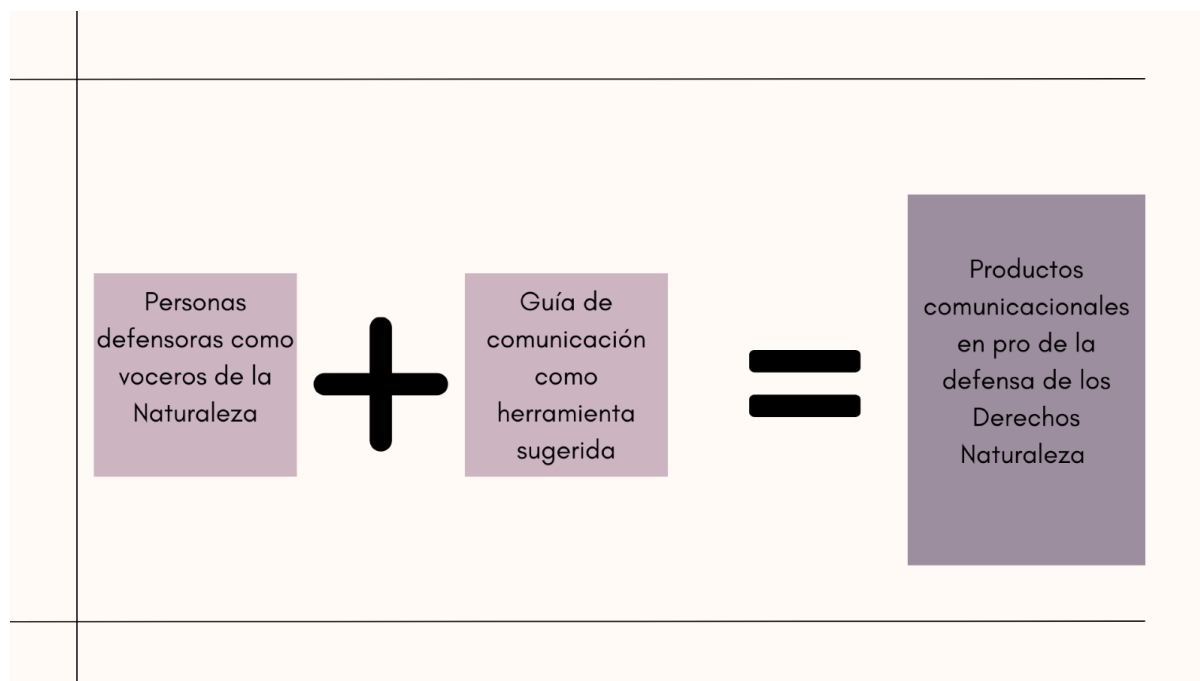 Personas
defensoras como
voceros de la
Naturaleza
Guía de
comunicación
como
herramienta
sugerida
Productos
comunicacionales
en pro de la
defensa de los
Derechos
Naturaleza